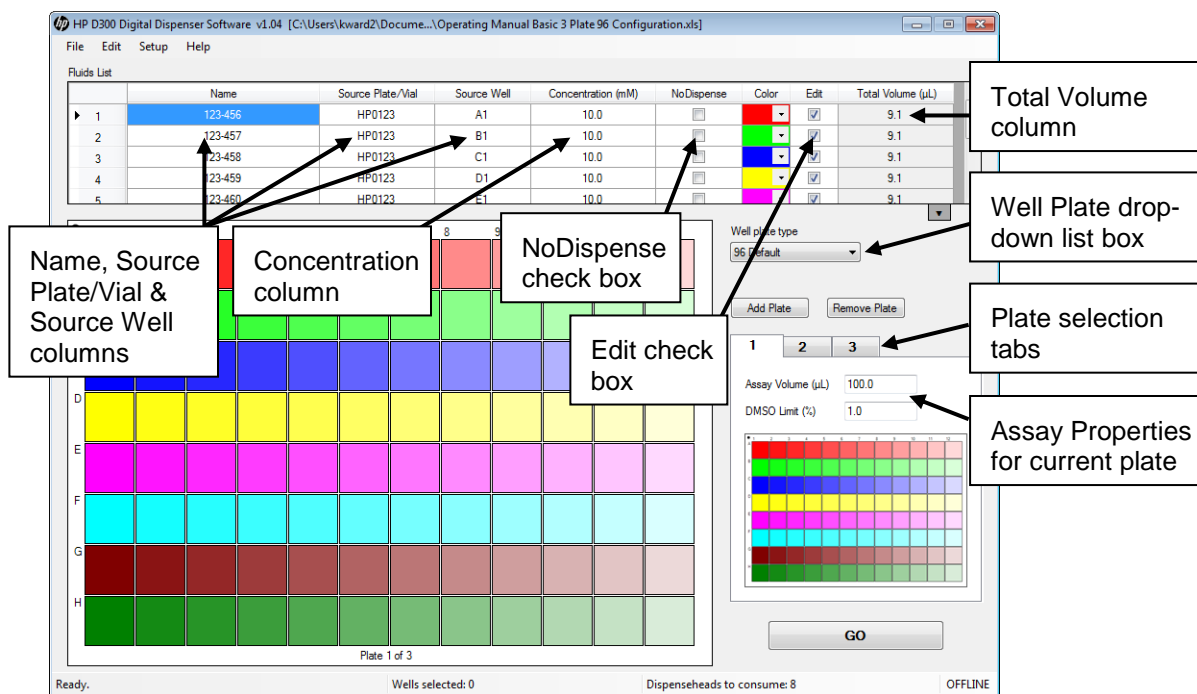 HP D300 Digital Dispenser Software v1.04 [C:\Users\kward2\Docume...\Operating Manual Basic 3 Plate 96 Configuration.xls]
File Edit Setup Help
Fluids List
Name Source Plate/Vial Source Well Concentration (mM) NoDispense Color Edit Total Volume (µL)
1 123-456 HP0123 A1 10.0 9.1
2 123-457 HP0123 B1 10.0 9.1
3 123-458 HP0123 C1 10.0 9.1
4 123-459 HP0123 D1 10.0 9.1
5 123-460 HP0123 E1 10.0 9.1
Total Volume
column
Well Plate drop-
down list box
Plate selection
tabs
Assay Properties
for current plate
Name, Source
Plate/Vial &
Source Well
columns
Concentration
column
NoDispense
check box
Edit check
box
8 9
D
E
F
G
H
Plate 1 of 3
Well plate type
96 Default
Add Plate Remove Plate
1 2 3
Assay Volume (µL) 100.0
DMSO Limit (%) 1.0
GO
Ready. Wells selected: 0 Dispenseheads to consume: 8 OFFLINE